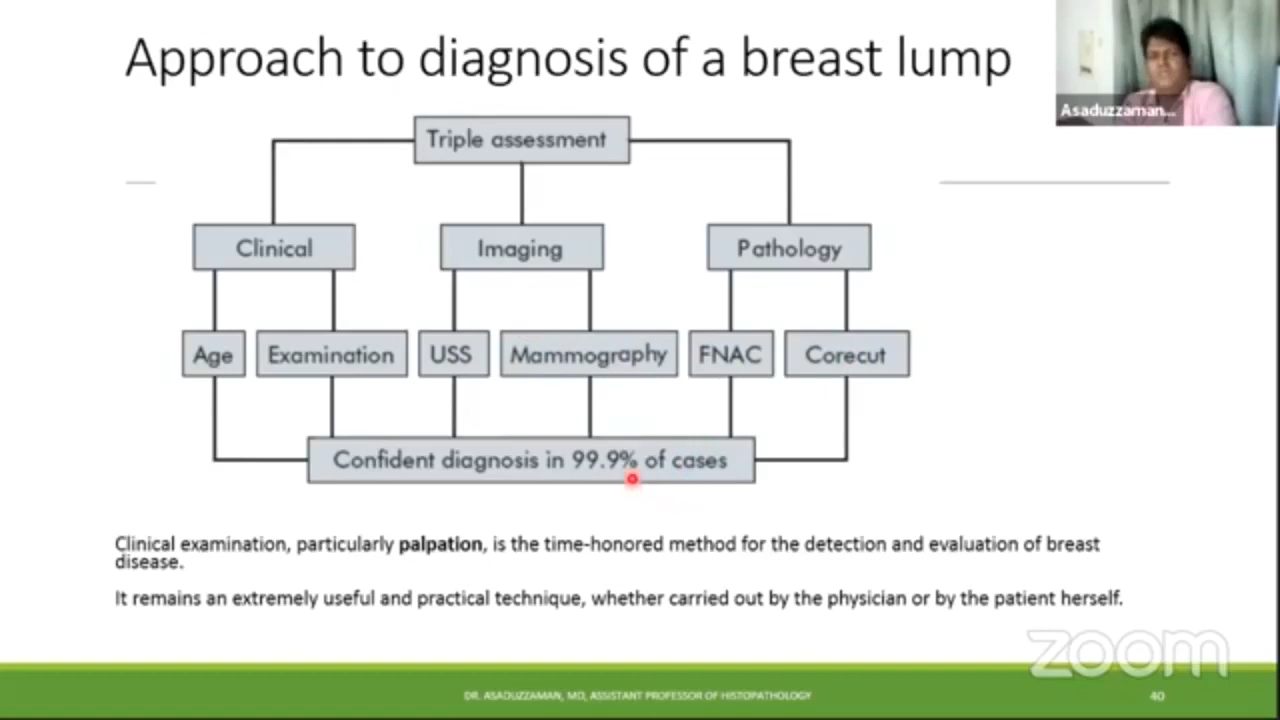 Approach to diagnosis of a breast lump
Asaduzzaman...
Triple assessment
Clinical
Imaging
Pathology
Age
Examination
USS
Mammography
FNAC
Corecut
Confident diagnosis in 99.9% of cases
Clinical examination, particularly palpation, is the time-honored method for the detection and evaluation of breast
disease.
It remains an extremely useful and practical technique, whether carried out by the physician or by the patient herself.
zoom
DR. ASADUZZAMAN, MD, ASSISTANT PROFESSOR OF HISTOPATHOLOGY
40